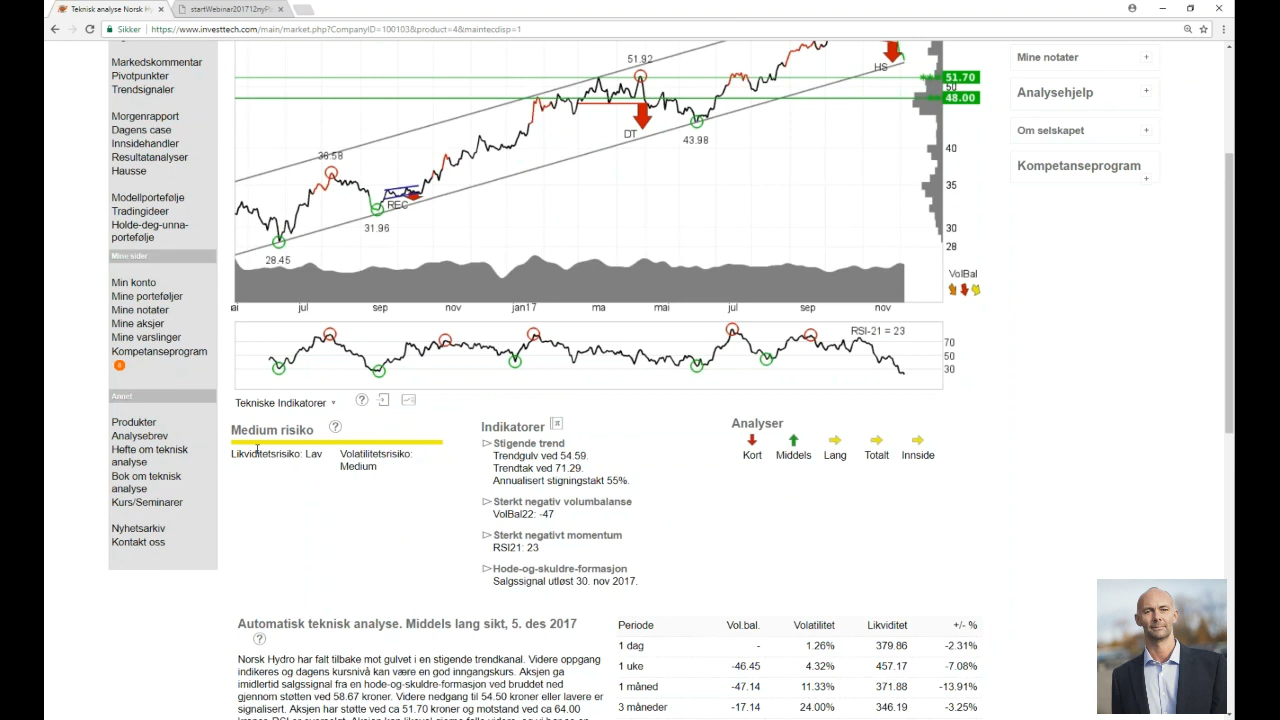 Teknisk analyse Norsk Hy
startWebinar201712nyP
Sikker
https://www.investtech.com/main/market.php?CompanyID=100103&product=4&maintecdisp=1
Markedskommentar
Pivotpunkter
Trendsignaler
Morgenrapport
Dagens case
Innsidehandler
Resultatanalyser
Hausse
Modellportefølje
Tradingideer
Holde-deg-unna-
portefølje
Mine sider
Min konto
Mine porteføljer
Mine notater
Mine aksjer
Mine varslinger
Kompetanseprogram
Annet
Produkter
Analysebrev
Hefte om teknisk
analyse
Bok om teknisk
analyse
Kurs/Seminarer
Nyhetsarkiv
Kontakt oss
51.92
HS
51.70
50
48.00
DT
43.98
40
36.58
35
REC
31.96
30
28
28.45
VolBal
ai jul sep nov jan17 ma mai jul sep nov
RSI-21 = 23
70
50
30
Tekniske Indikatorer
Medium risiko
Likviditetsrisiko: Lav
Volatilitetsrisiko:
Medium
Indikatorer
Stigende trend
Trendgulv ved 54.59.
Trendtak ved 71.29.
Annualisert stigningstakt 55%.
Sterkt negativ volumbalanse
VolBal22: -47
Sterkt negativt momentum
RSI21: 23
Hode-og-skuldre-formasjon
Salgssignal utløst 30. nov 2017.
Analyser
Kort Middels Lang Totalt Innside
Automatisk teknisk analyse. Middels lang sikt, 5. des 2017
Norsk Hydro har falt tilbake mot gulvet i en stigende trendkanal. Videre oppgang
indikeres og dagens kursnivå kan være en god inngangskurs. Aksjen ga
imidlertid salgssignal fra en hode-og-skuldre-formasjon ved bruddet ned
gjennom støtten ved 58.67 kroner. Videre nedgang til 54.50 kroner eller lavere er
signalisert. Aksjen har støtte ved ca 51.70 kroner og motstand ved ca 64.00
Periode Vol.bal. Volatilitet Likviditet +/- %
1 dag - 1.26% 379.86 -2.31%
1 uke -46.45 4.32% 457.17 -7.08%
1 måned -47.14 11.33% 371.88 -13.91%
3 måneder -17.14 24.00% 346.19 -3.25%
Mine notater
Analysehjelp
Om selskapet
Kompetanseprogram